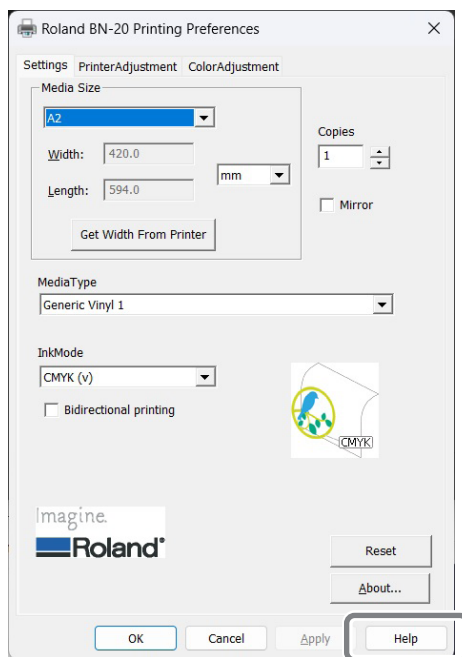 Roland BN-20 Printing Preferences
Settings PrinterAdjustment ColorAdjustment
Media Size
A2
Width: 420.0
Length: 594.0
mm
Get Width From Printer
Copies
1
Mirror
MediaType
Generic Vinyl 1
InkMode
CMYK (v)
Bidirectional printing
CMYK
Imagine.
Roland
Reset
About...
OK Cancel Apply Help